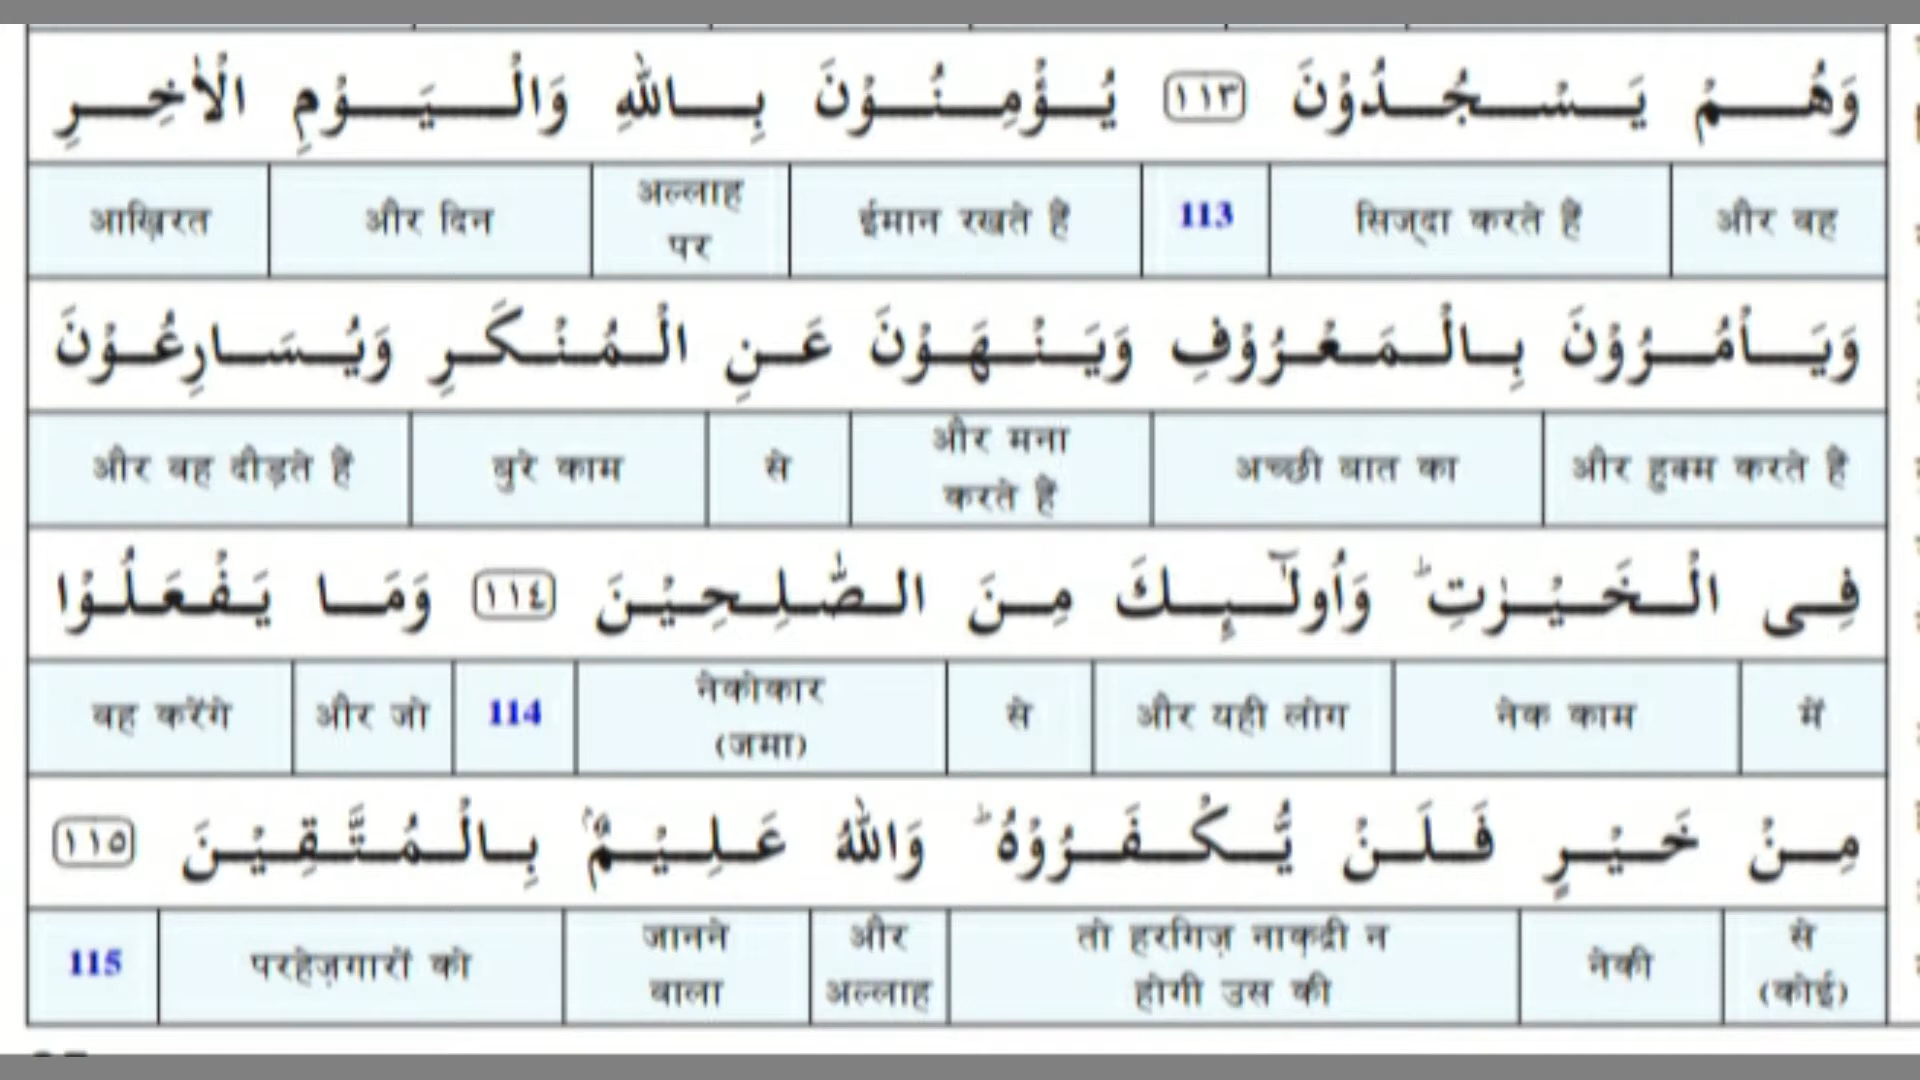 وَهُمْ يَسْجُدُوْنَ ١١٣ يُؤْمِنُوْنَ بِاللّٰهِ وَالْيَوْمِ الْاٰخِرِ
और वह सिज्दा करते हैं 113 ईमान रखते हैं अल्लाह पर और दिन आख़िरत
وَيَاْمُرُوْنَ بِالْمَعْرُوْفِ وَيَنْهَوْنَ عَنِ الْمُنْكَرِ وَيُسَارِعُوْنَ
और हुक्म करते हैं अच्छी बात का और मना करते हैं से बुरे काम और वह दौड़ते हैं
فِى الْخَيْرٰتِ ؕ وَاُولٰٓىِٕكَ مِنَ الصّٰلِحِيْنَ ١١٤ وَمَا يَفْعَلُوْا
में नेक काम और यही लोग से नेकोकार (जमा) 114 और जो वह करेंगे
مِنْ خَيْرٍ فَلَنْ يُّكْفَرُوْهُ ؕ وَاللّٰهُ عَلِيْمٌۢ بِالْمُتَّقِيْنَ ١١٥
से (कोई) नेकी तो हरगिज़ नाक़द्री न होगी उस की और अल्लाह जानने वाला परहेज़गारों को 115